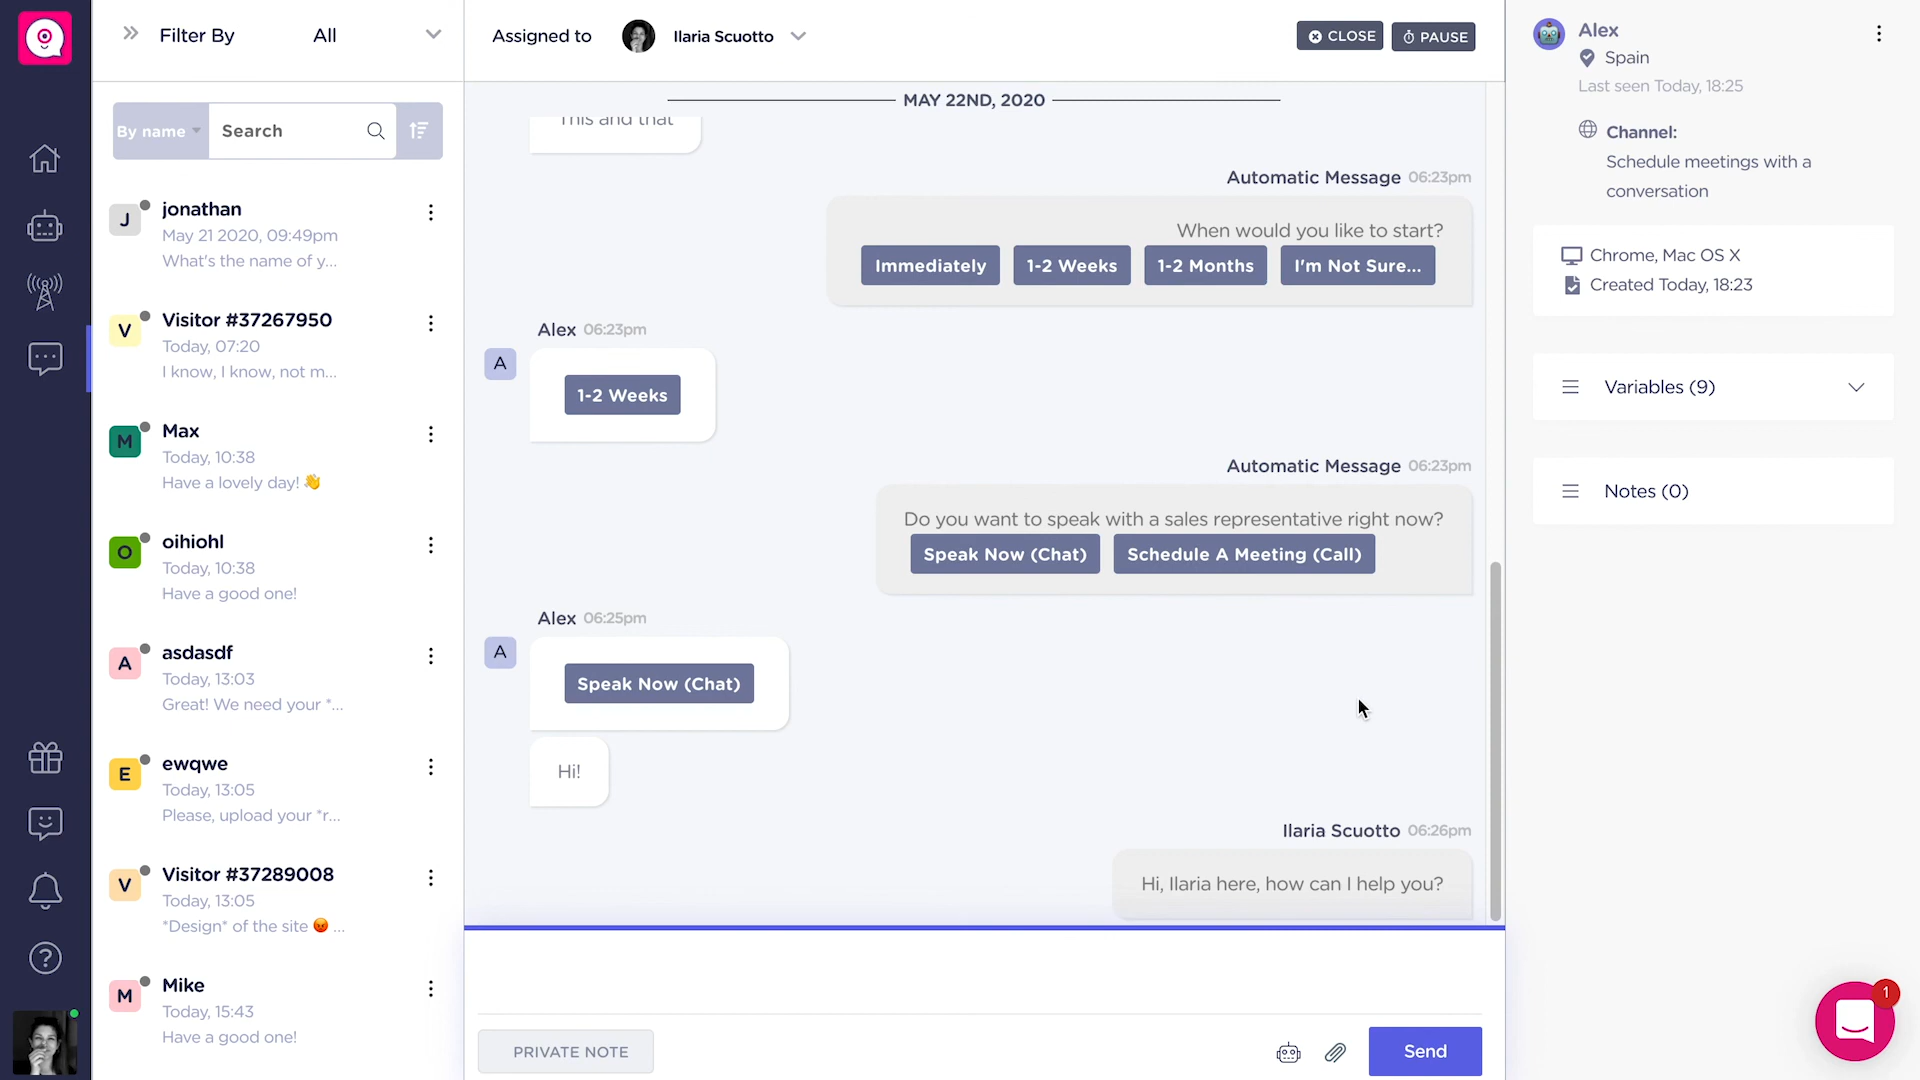 Filter By
All
By name
Search
J
jonathan
May 21 2020, 09:49pm
What's the name of y...
V
Visitor #37267950
Today, 07:20
I know, I know, not m...
M
Max
Today, 10:38
Have a lovely day! 👋
O
oihiohl
Today, 10:38
Have a good one!
A
asdasdf
Today, 13:03
Great! We need your *...
E
ewqwe
Today, 13:05
Please, upload your *r...
V
Visitor #37289008
Today, 13:05
*Design* of the site 😡 ...
M
Mike
Today, 15:43
Have a good one!
Assigned to
Ilaria Scuotto
CLOSE
PAUSE
MAY 22ND, 2020
This and that
Automatic Message 06:23pm
When would you like to start?
Immediately
1-2 Weeks
1-2 Months
I'm Not Sure...
Alex 06:23pm
A
1-2 Weeks
Automatic Message 06:23pm
Do you want to speak with a sales representative right now?
Speak Now (Chat)
Schedule A Meeting (Call)
Alex 06:25pm
A
Speak Now (Chat)
Hi!
Ilaria Scuotto 06:26pm
Hi, Ilaria here, how can I help you?
PRIVATE NOTE
Send
Alex
Spain
Last seen Today, 18:25
Channel:
Schedule meetings with a
conversation
Chrome, Mac OS X
Created Today, 18:23
Variables (9)
Notes (0)
1